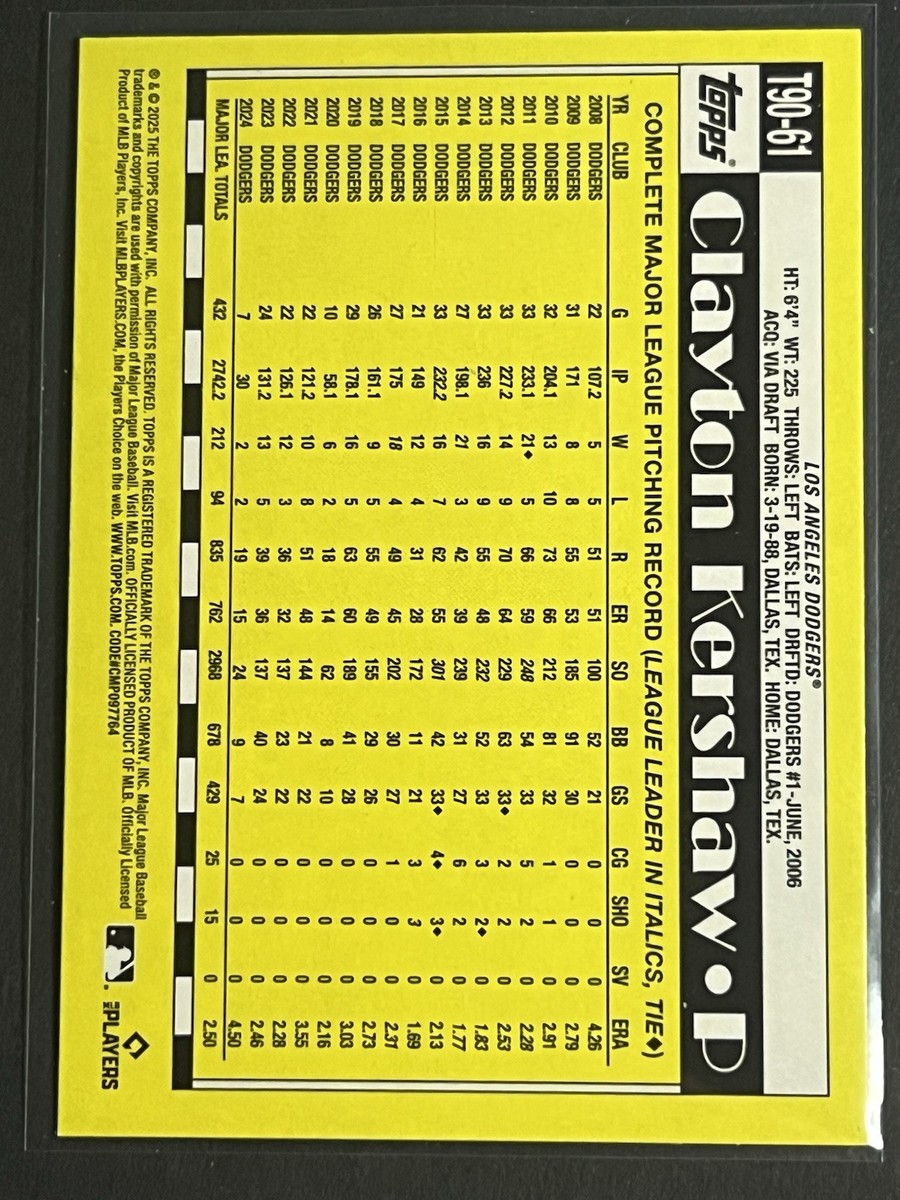 T90-61
LOS ANGELES DODGERS®
HT: 6'4" WT: 225 THROWS: LEFT BATS: LEFT DRFTD: DODGERS #1-JUNE, 2006
ACQ: VIA DRAFT BORN: 3-19-88, DALLAS, TEX. HOME: DALLAS, TEX.
topps® Clayton Kershaw • P
COMPLETE MAJOR LEAGUE PITCHING RECORD (LEAGUE LEADER IN ITALICS, TIE◆)
YR CLUB G IP W L R ER SO BB GS CG SHO SV ERA
2008 DODGERS 22 107.2 5 5 51 51 100 52 21 0 0 0 4.26
2009 DODGERS 31 171 8 8 55 53 185 91 30 0 0 0 2.79
2010 DODGERS 32 204.1 13 10 73 66 212 81 32 1 1 0 2.91
2011 DODGERS 33 233.1 21◆ 5 66 59 248 54 33 5 2 0 2.28
2012 DODGERS 33 227.2 14 9 70 64 229 63 33◆ 2 2 0 2.53
2013 DODGERS 33 236 16 9 55 48 232 52 33 3 2◆ 0 1.83
2014 DODGERS 27 198.1 21 3 42 39 239 31 27 6 2 0 1.77
2015 DODGERS 33 232.2 16 7 62 55 301 42 33◆ 4◆ 3◆ 0 2.13
2016 DODGERS 21 149 12 4 31 28 172 11 21 3 3 0 1.69
2017 DODGERS 27 175 18 4 49 45 202 30 27 1 0 0 2.31
2018 DODGERS 26 161.1 9 5 55 49 155 29 26 0 0 0 2.73
2019 DODGERS 29 178.1 16 5 63 60 189 41 28 0 0 0 3.03
2020 DODGERS 10 58.1 6 2 18 14 62 8 10 0 0 0 2.16
2021 DODGERS 22 121.2 10 8 51 48 144 21 22 0 0 0 3.55
2022 DODGERS 22 126.1 12 3 36 32 137 23 22 0 0 0 2.28
2023 DODGERS 24 131.2 13 5 39 36 137 40 24 0 0 0 2.46
2024 DODGERS 7 30 2 2 19 15 24 9 7 0 0 0 4.50
MAJOR LEA. TOTALS 432 2742.2 212 94 835 762 2968 678 429 25 15 0 2.50
® & © 2025 THE TOPPS COMPANY, INC. ALL RIGHTS RESERVED. TOPPS IS A REGISTERED TRADEMARK OF THE TOPPS COMPANY, INC. Major League Baseball
trademarks and copyrights are used with permission of Major League Baseball. Visit MLB.com. OFFICIALLY LICENSED PRODUCT OF MLB. Officially Licensed
Product of MLB Players, Inc. Visit MLBPLAYERS.COM, the Players Choice on the web. WWW.TOPPS.COM. CODE#CMP097764
MLB PLAYERS